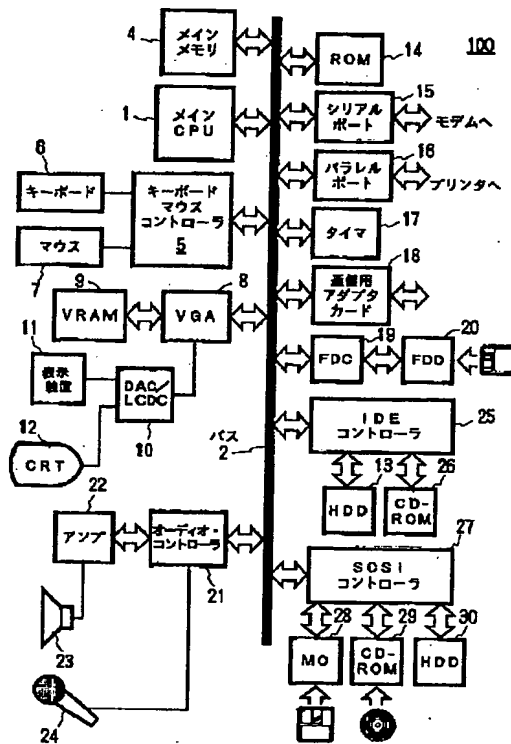 100
4
メイン
メモリ
1
メイン
CPU
6
キーボード
マウス
7
キーボード
マウス
コントローラ
5
9
VRAM
8
VGA
11
表示
装置
DAC/
LCDC
10
12
CRT
22
アンプ
オーディオ・
コントローラ
21
23
24
バス
2
ROM
14
シリアル
ポート
15
モデムへ
パラレル
ポート
16
プリンタへ
タイマ
17
通信用
アダプタ
カード
18
19
FDC
20
FDD
IDE
コントローラ
25
13
HDD
26
CD-
ROM
27
SCSI
コントローラ
28
MO
29
CD-
ROM
30
HDD